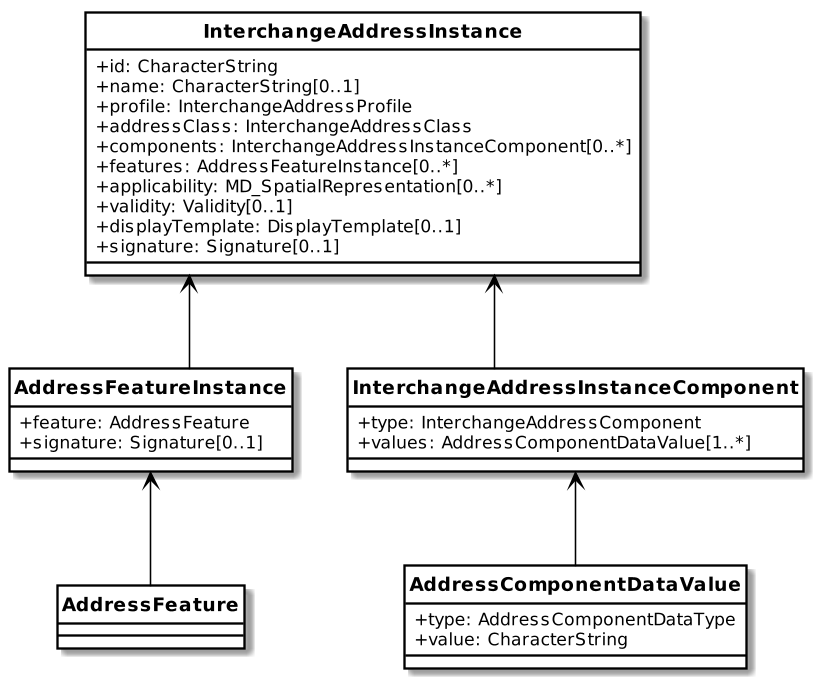 InterchangeAddressInstance
+id: CharacterString
+name: CharacterString[0..1]
+profile: InterchangeAddressProfile
+addressClass: InterchangeAddressClass
+components: InterchangeAddressInstanceComponent[0..*]
+features: AddressFeatureInstance[0..*]
+applicability: MD_SpatialRepresentation[0..*]
+validity: Validity[0..1]
+displayTemplate: DisplayTemplate[0..1]
+signature: Signature[0..1]
AddressFeatureInstance
+feature: AddressFeature
+signature: Signature[0..1]
InterchangeAddressInstanceComponent
+type: InterchangeAddressComponent
+values: AddressComponentDataValue[1..*]
AddressFeature
AddressComponentDataValue
+type: AddressComponentDataType
+value: CharacterString